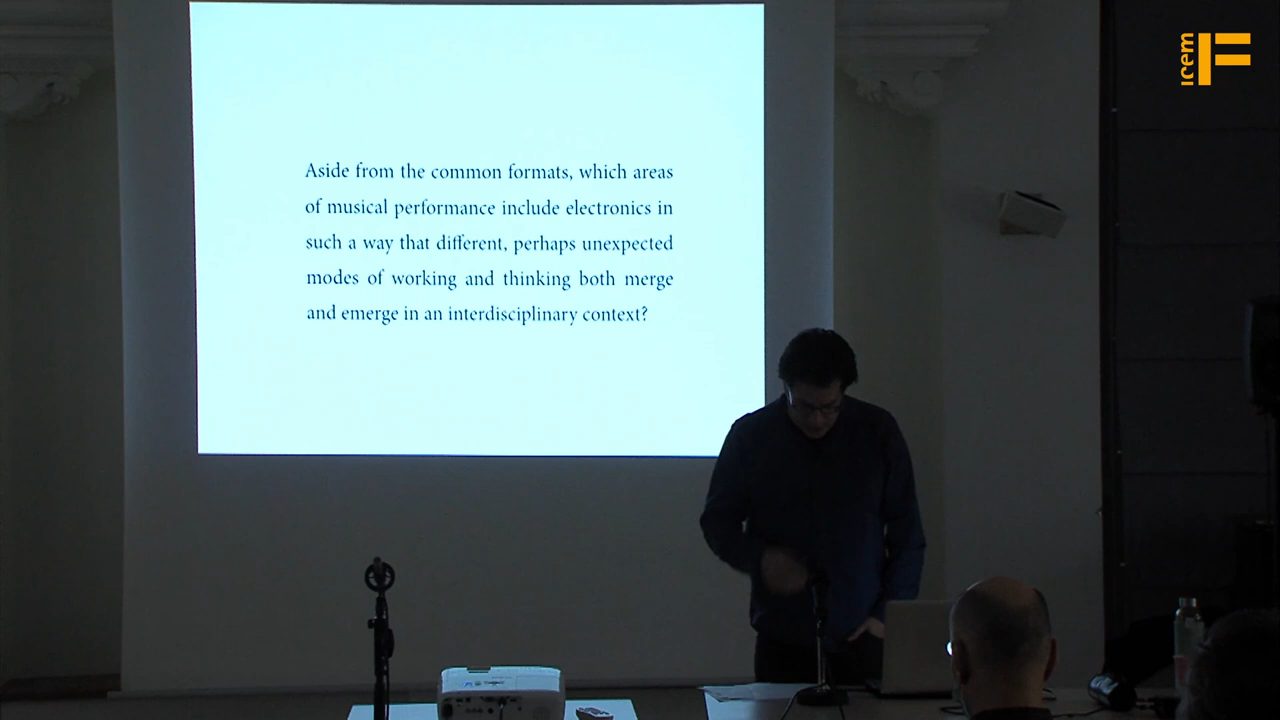 Aside from the common formats, which areas
of musical performance include electronics in
such a way that different, perhaps unexpected
modes of working and thinking both merge
and emerge in an interdisciplinary context?
icem
F